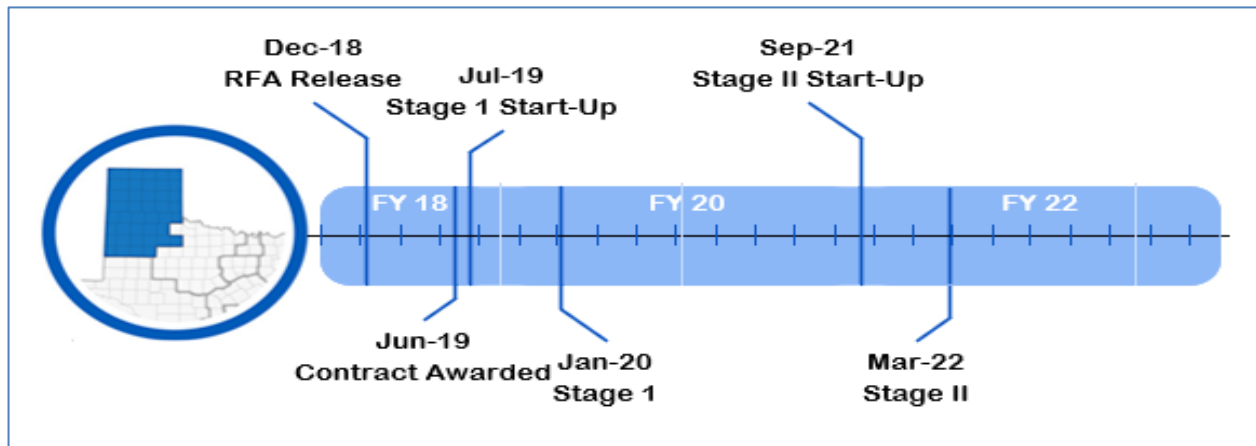 Dec-18
RFA Release
Jul-19
Stage 1 Start-Up
Sep-21
Stage II Start-Up
FY 18
FY 20
FY 22
Jun-19
Contract Awarded
Jan-20
Stage 1
Mar-22
Stage II